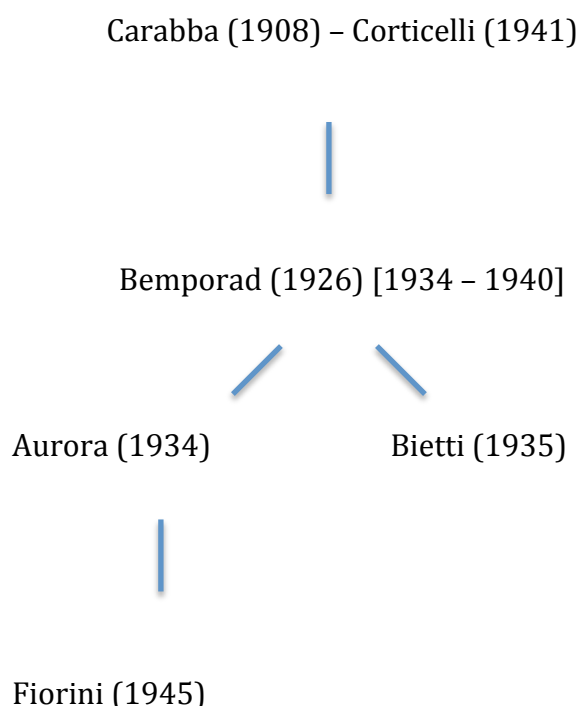 Carabba (1908) – Corticelli (1941)
Bemporad (1926) [1934 – 1940]
Aurora (1934) Bietti (1935)
Fiorini (1945)